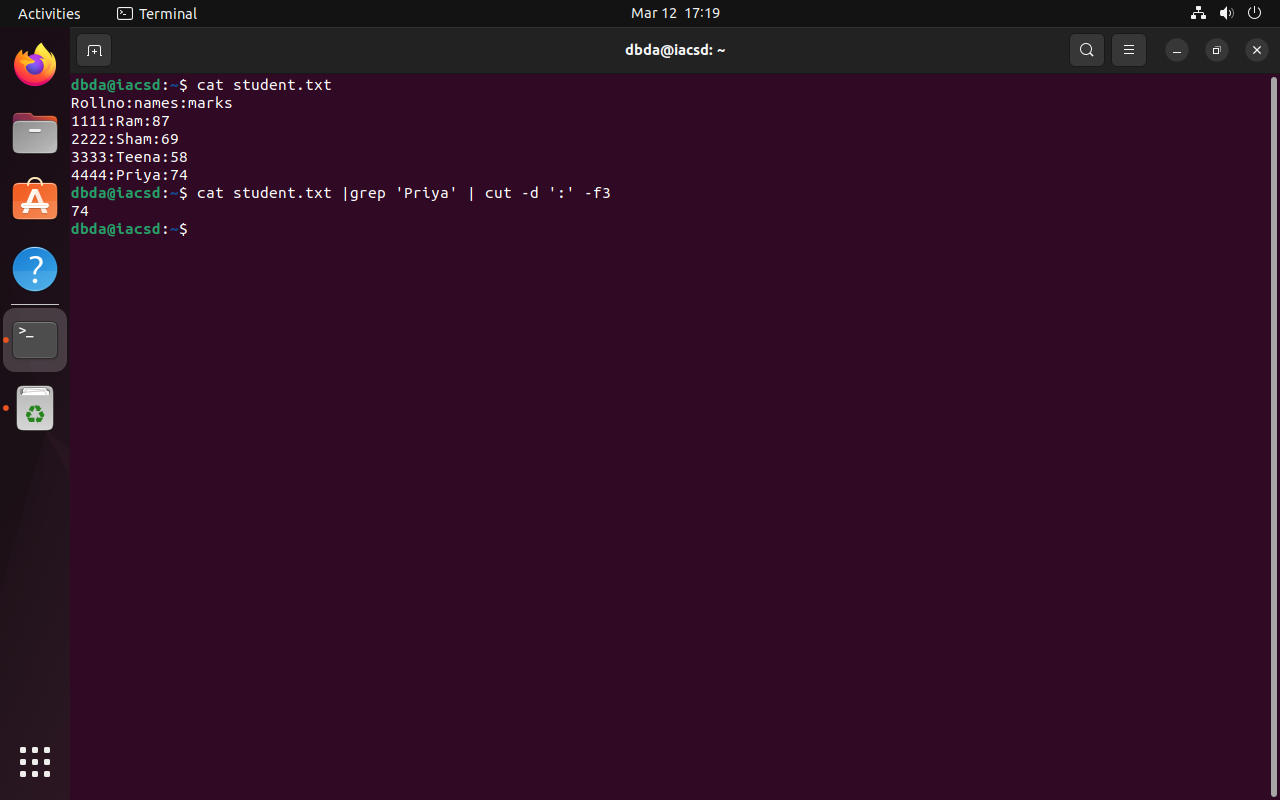 Activities Terminal Mar 12 17:19
dbda@iacsd: ~
dbda@iacsd:~$ cat student.txt
Rollno:names:marks
1111:Ram:87
2222:Sham:69
3333:Teena:58
4444:Priya:74
dbda@iacsd:~$ cat student.txt |grep 'Priya' | cut -d ':' -f3
74
dbda@iacsd:~$